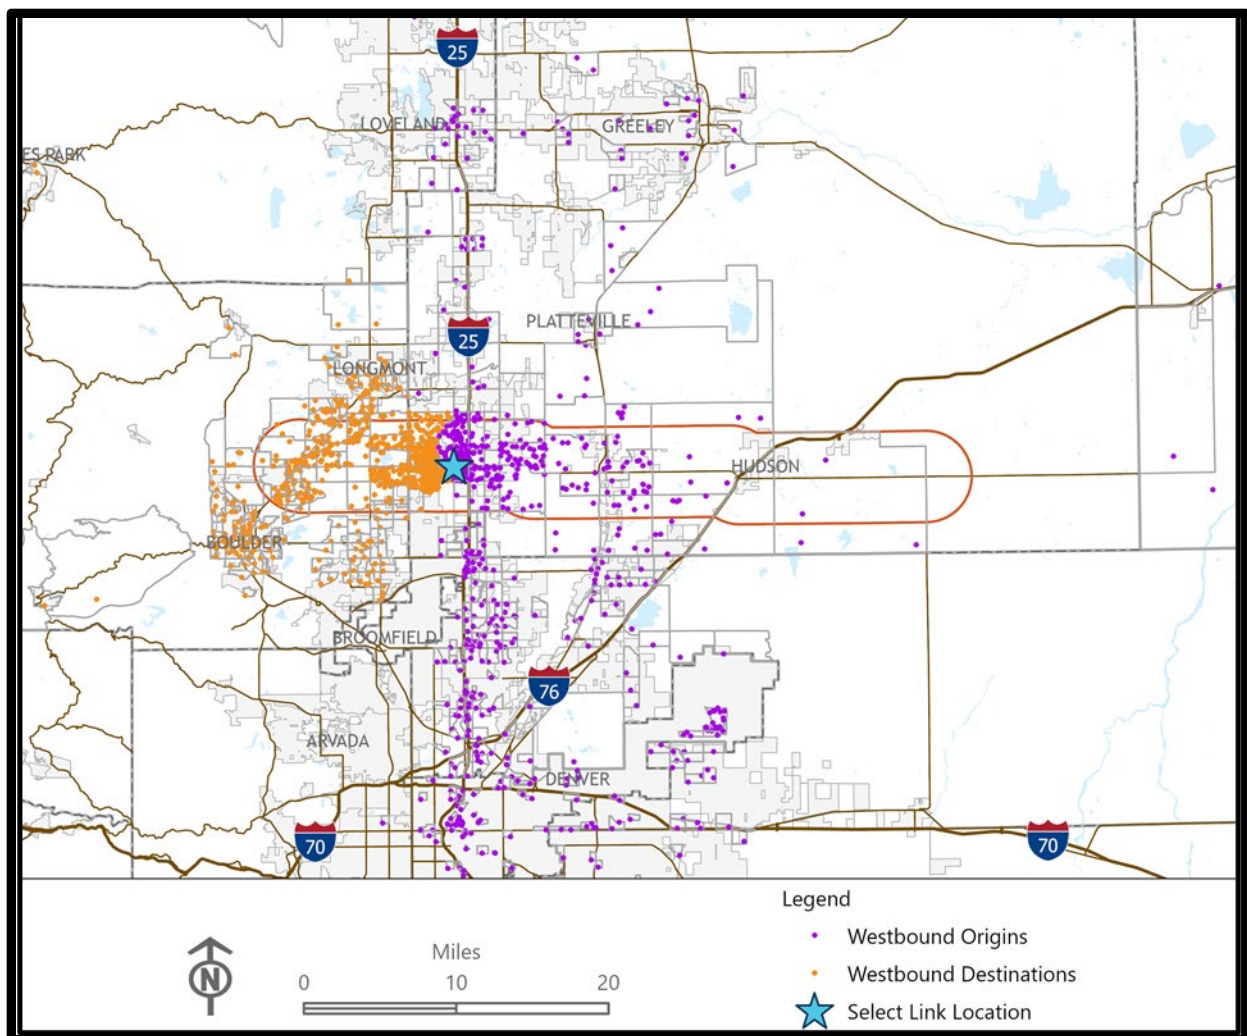 25
LOVELAND
GREELEY
ES PARK
PLATTEVILLE
25
LONGMONT
HUDSON
BOULDER
BROOMFIELD
76
ARVADA
DENVER
70
70
Legend
Westbound Origins
Westbound Destinations
Select Link Location
N
Miles
0 10 20